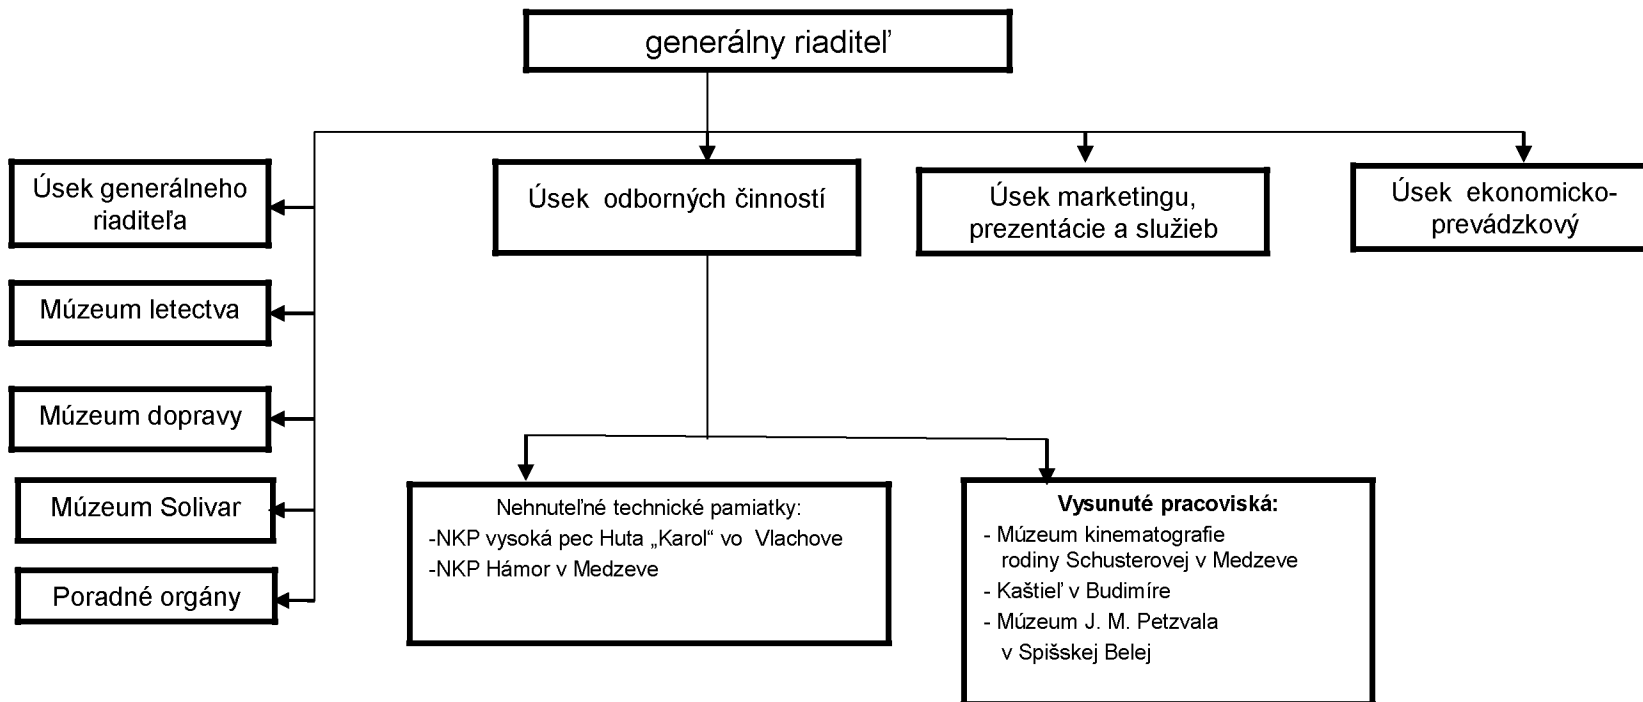 generálny riaditeľ
Úsek generálneho
riaditeľa
Úsek odborných činností
Úsek marketingu,
prezentácie a služieb
Úsek ekonomicko-
prevádzkový
Múzeum letectva
Múzeum dopravy
Múzeum Solivar
Poradné orgány
Nehnuteľné technické pamiatky:
-NKP vysoká pec Huta „Karol“ vo Vlachove
-NKP Hámor v Medzeve
Vysunuté pracoviská:
- Múzeum kinematografie
rodiny Schusterovej v Medzeve
- Kaštieľ v Budimíre
- Múzeum J. M. Petzvala
v Spišskej Belej